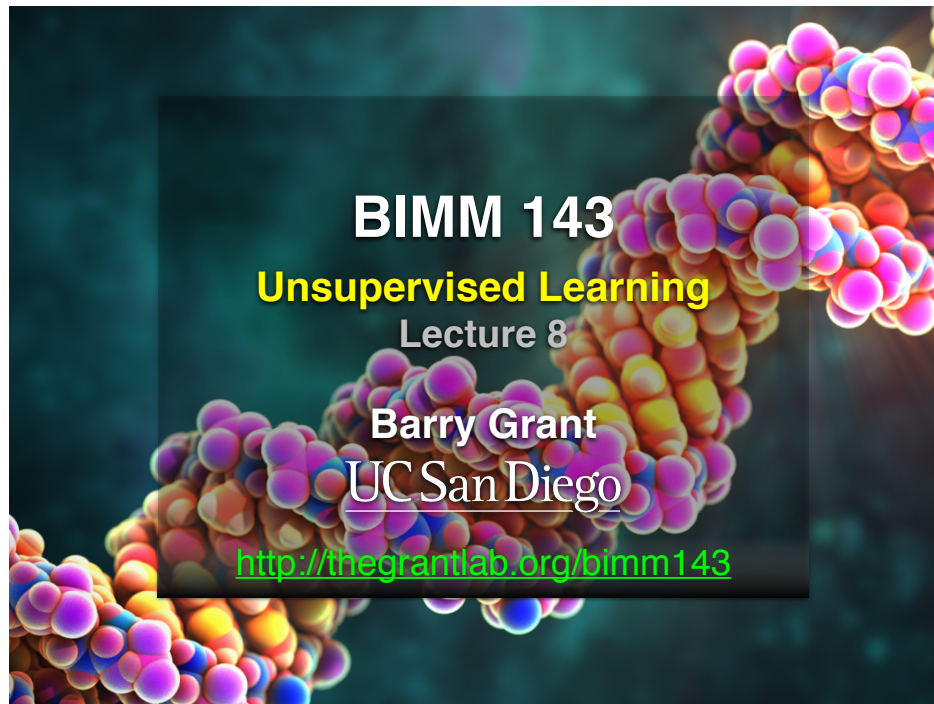 BIMM 143
Unsupervised Learning
Lecture 8
Barry Grant
UC San Diego
http://thegrantlab.org/bimm143